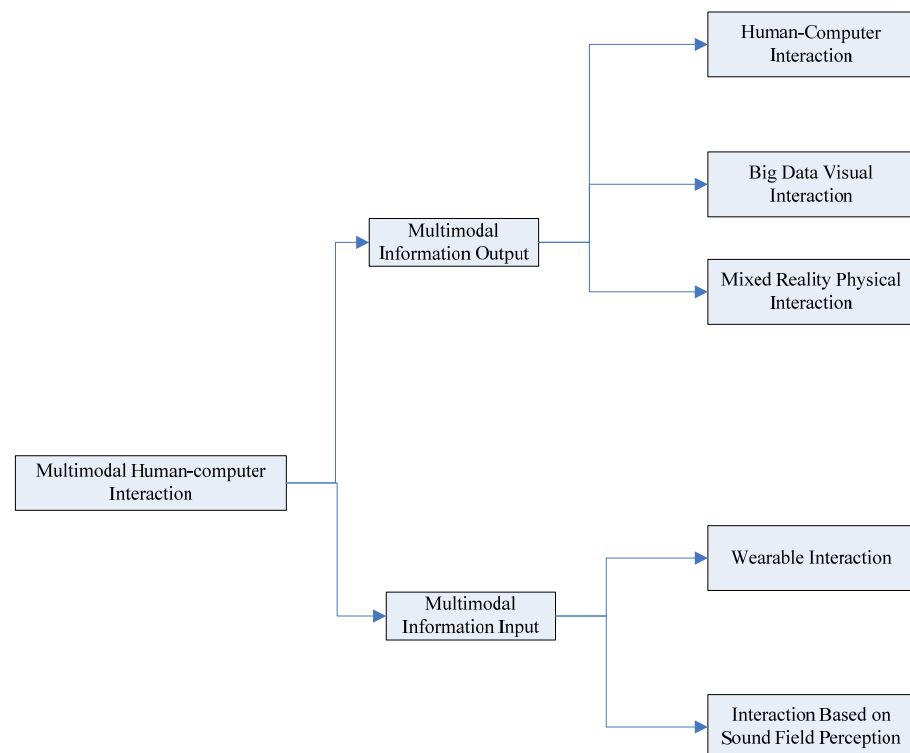 Human-Computer
Interaction
Big Data Visual
Interaction
Multimodal
Information Output
Mixed Reality Physical
Interaction
Multimodal Human-computer
Interaction
Wearable Interaction
Multimodal
Information Input
Interaction Based on
Sound Field Perception